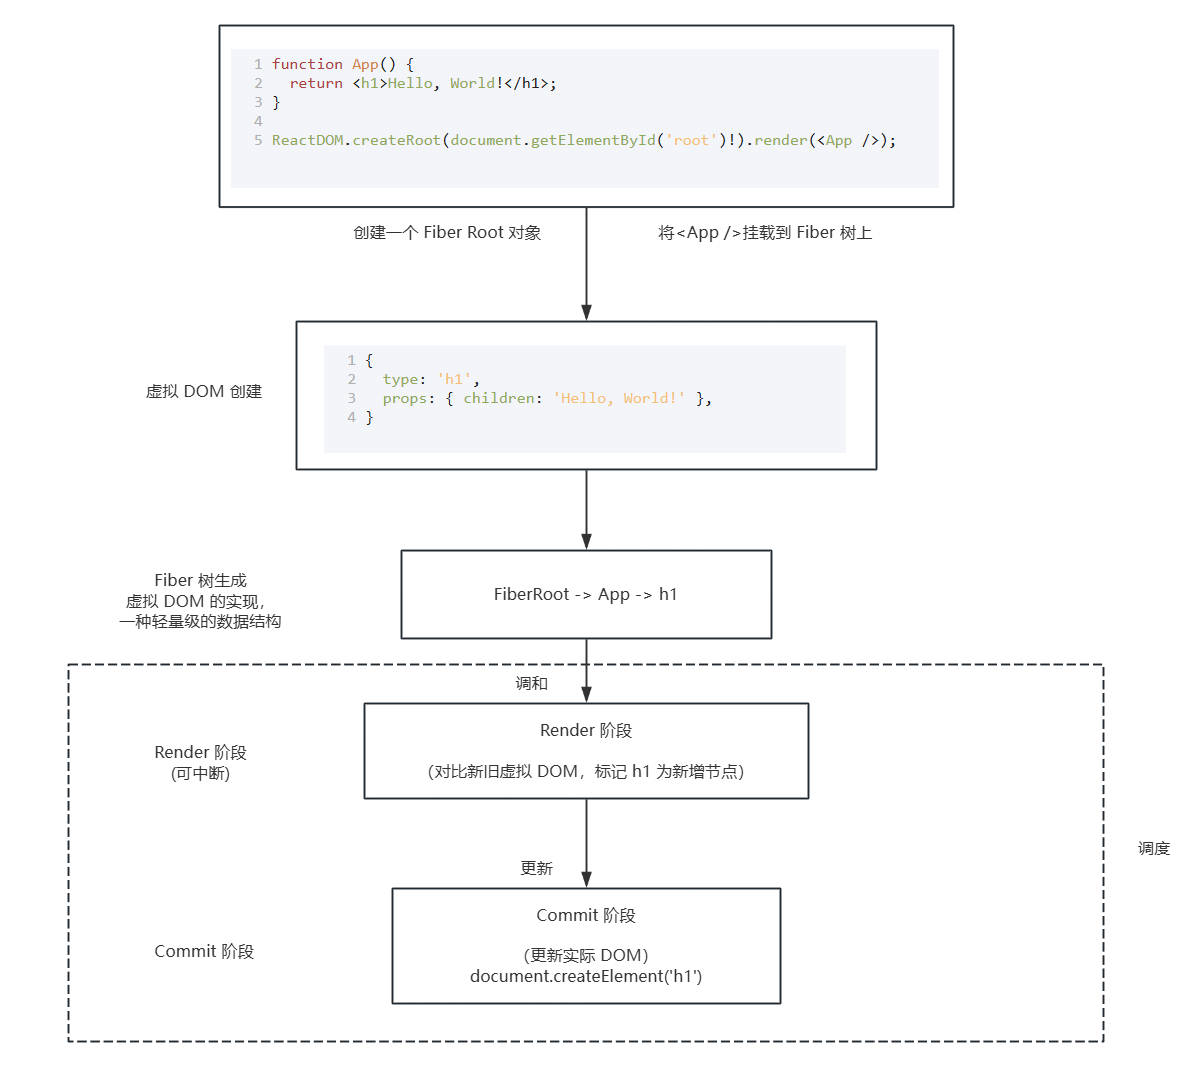 1 function App() {
2   return <h1>Hello, World!</h1>;
3 }
4
5 ReactDOM.createRoot(document.getElementById('root')!).render(<App />);
创建一个 Fiber Root 对象
将<App />挂载到 Fiber 树上
虚拟 DOM 创建
1 {
2   type: 'h1',
3   props: { children: 'Hello, World!' },
4 }
Fiber 树生成
虚拟 DOM 的实现，
一种轻量级的数据结构
FiberRoot -> App -> h1
调和
Render 阶段
(可中断)
Render 阶段
（对比新旧虚拟 DOM，标记 h1 为新增节点）
调度
更新
Commit 阶段
Commit 阶段
（更新实际 DOM）
document.createElement('h1')